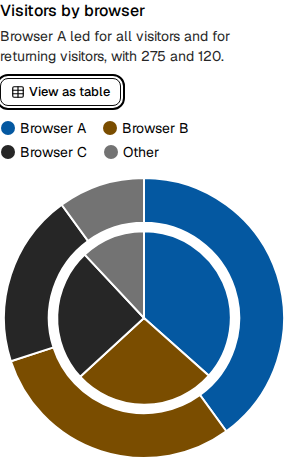 Visitors by browser
Browser A led for all visitors and for
returning visitors, with 275 and 120.
View as table
Browser A Browser B
Browser C Other